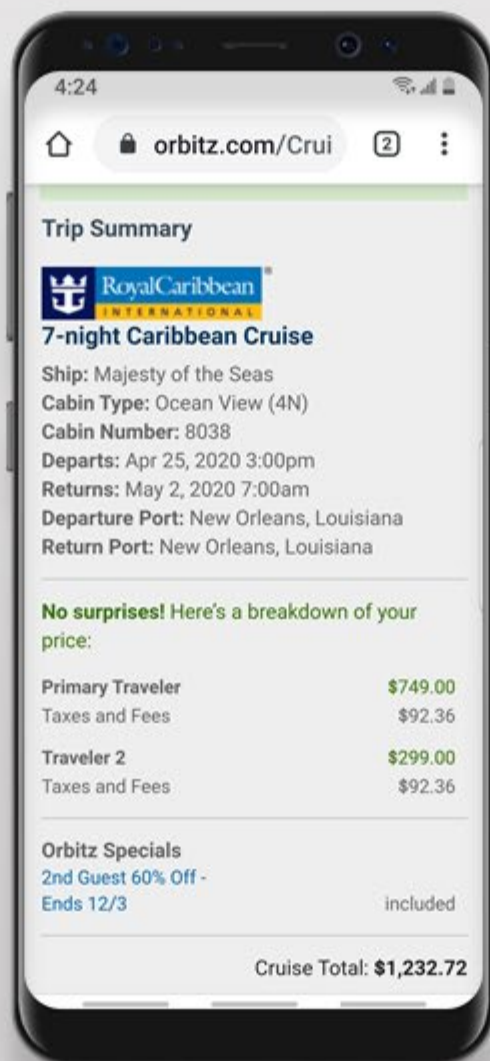 4:24
orbitz.com/Crui
2
Trip Summary
RoyalCaribbean®
INTERNATIONAL
7-night Caribbean Cruise
Ship: Majesty of the Seas
Cabin Type: Ocean View (4N)
Cabin Number: 8038
Departs: Apr 25, 2020 3:00pm
Returns: May 2, 2020 7:00am
Departure Port: New Orleans, Louisiana
Return Port: New Orleans, Louisiana
No surprises! Here's a breakdown of your
price:
Primary Traveler $749.00
Taxes and Fees $92.36
Traveler 2 $299.00
Taxes and Fees $92.36
Orbitz Specials
2nd Guest 60% Off -
Ends 12/3 included
Cruise Total: $1,232.72